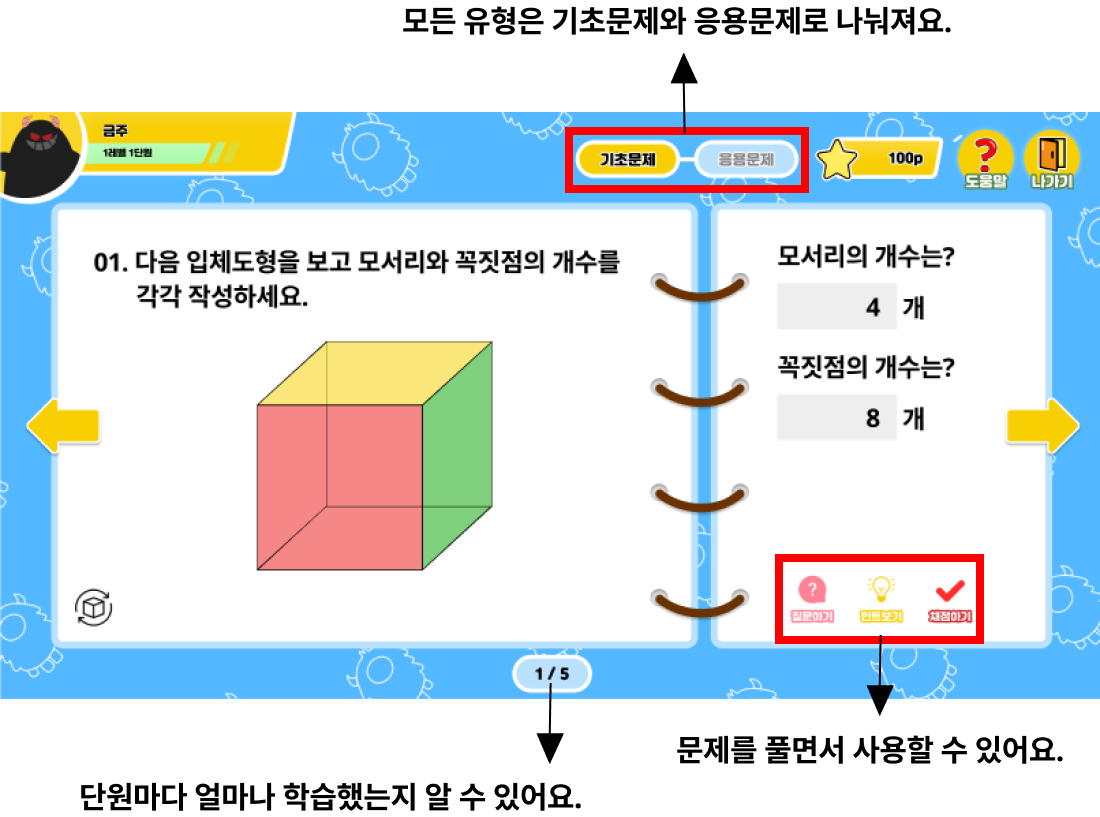 모든 유형은 기초문제와 응용문제로 나눠져요.
금주
1레벨 1단원
기초문제
응용문제
100p
?
도움말
나가기
01. 다음 입체도형을 보고 모서리와 꼭짓점의 개수를
각각 작성하세요.
모서리의 개수는?
4 개
꼭짓점의 개수는?
8 개
?
질문하기
힌트보기
채점하기
1 / 5
문제를 풀면서 사용할 수 있어요.
단원마다 얼마나 학습했는지 알 수 있어요.